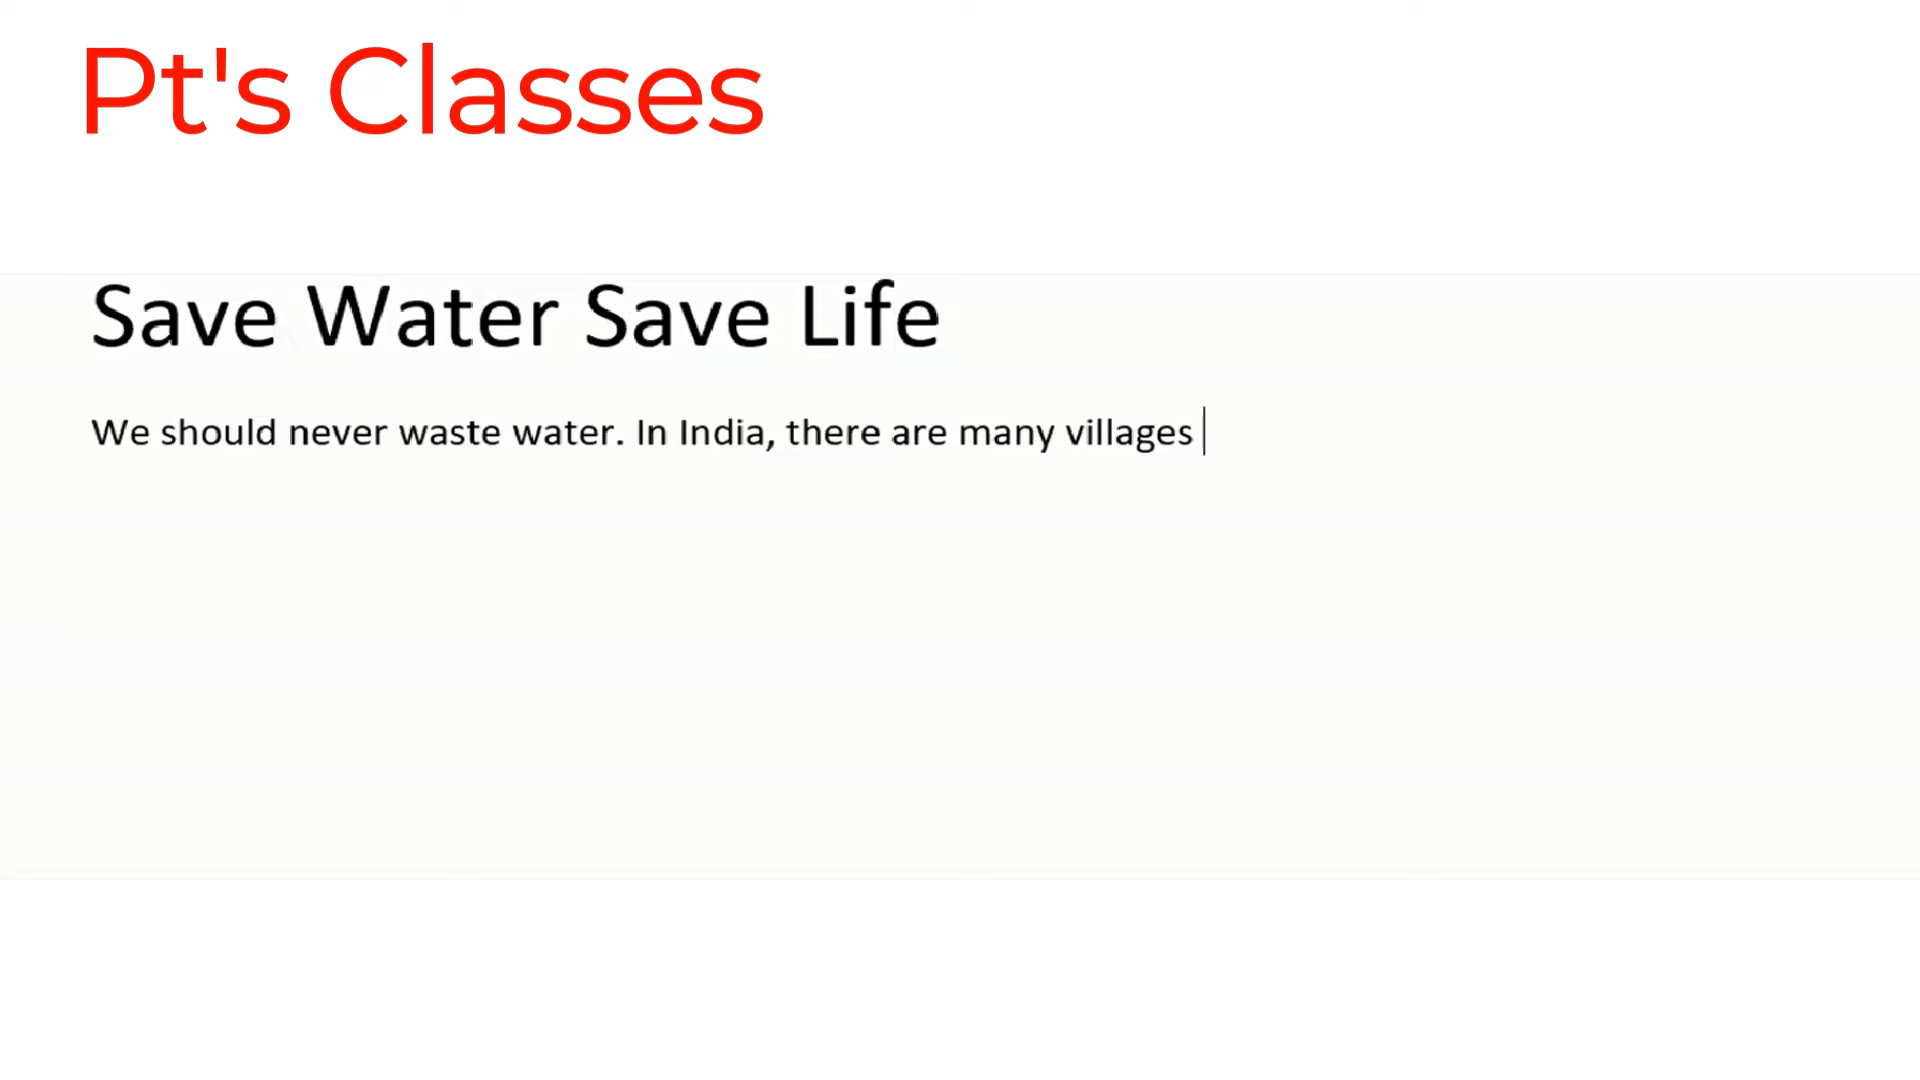 Pt's Classes
Save Water Save Life
We should never waste water. In India, there are many villages